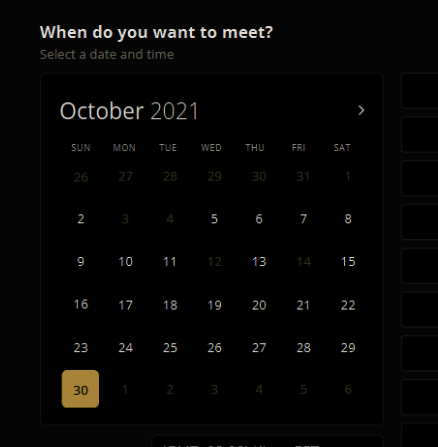 When do you want to meet?
Select a date and time
October 2021
SUN MON TUE WED THU FRI SAT
26 27 28 29 30 31 1
2 3 4 5 6 7 8
9 10 11 12 13 14 15
16 17 18 19 20 21 22
23 24 25 26 27 28 29
30 1 2 3 4 5 6